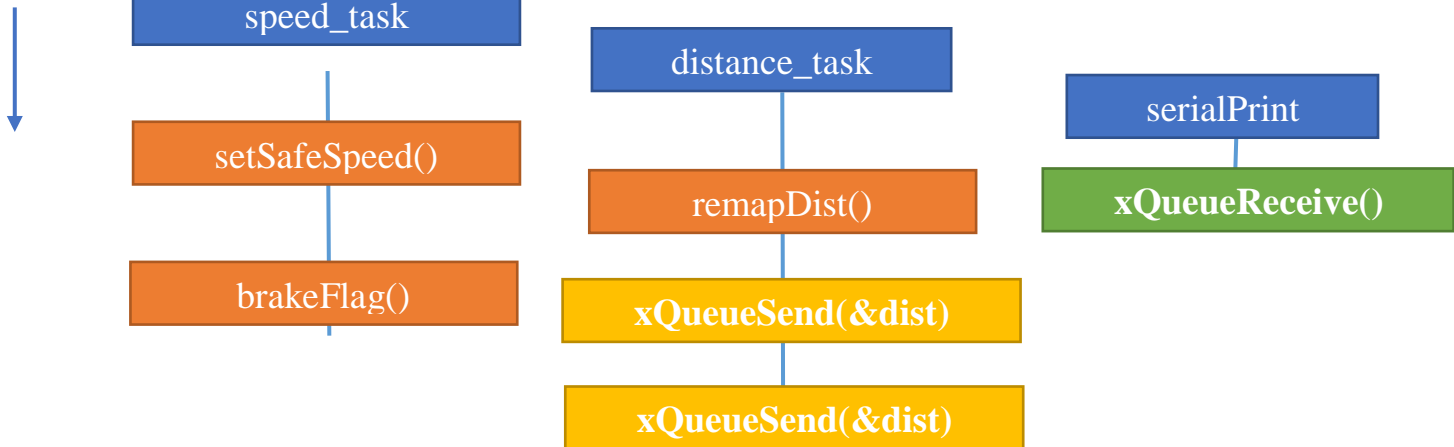 speed_task
setSafeSpeed()
brakeFlag()
distance_task
remapDist()
xQueueSend(&dist)
xQueueSend(&dist)
serialPrint
xQueueReceive()